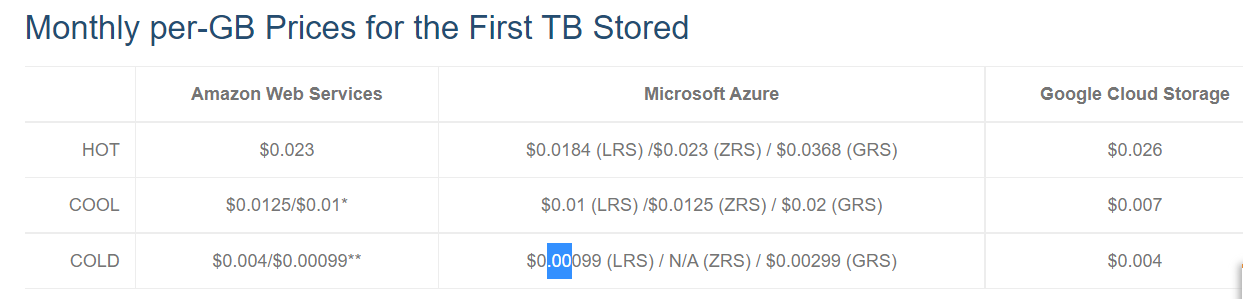 Monthly per-GB Prices for the First TB Stored
Amazon Web Services Microsoft Azure Google Cloud Storage
HOT $0.023 $0.0184 (LRS) /$0.023 (ZRS) / $0.0368 (GRS) $0.026
COOL $0.0125/$0.01* $0.01 (LRS) /$0.0125 (ZRS) / $0.02 (GRS) $0.007
COLD $0.004/$0.00099** $0.00099 (LRS) / N/A (ZRS) / $0.00299 (GRS) $0.004